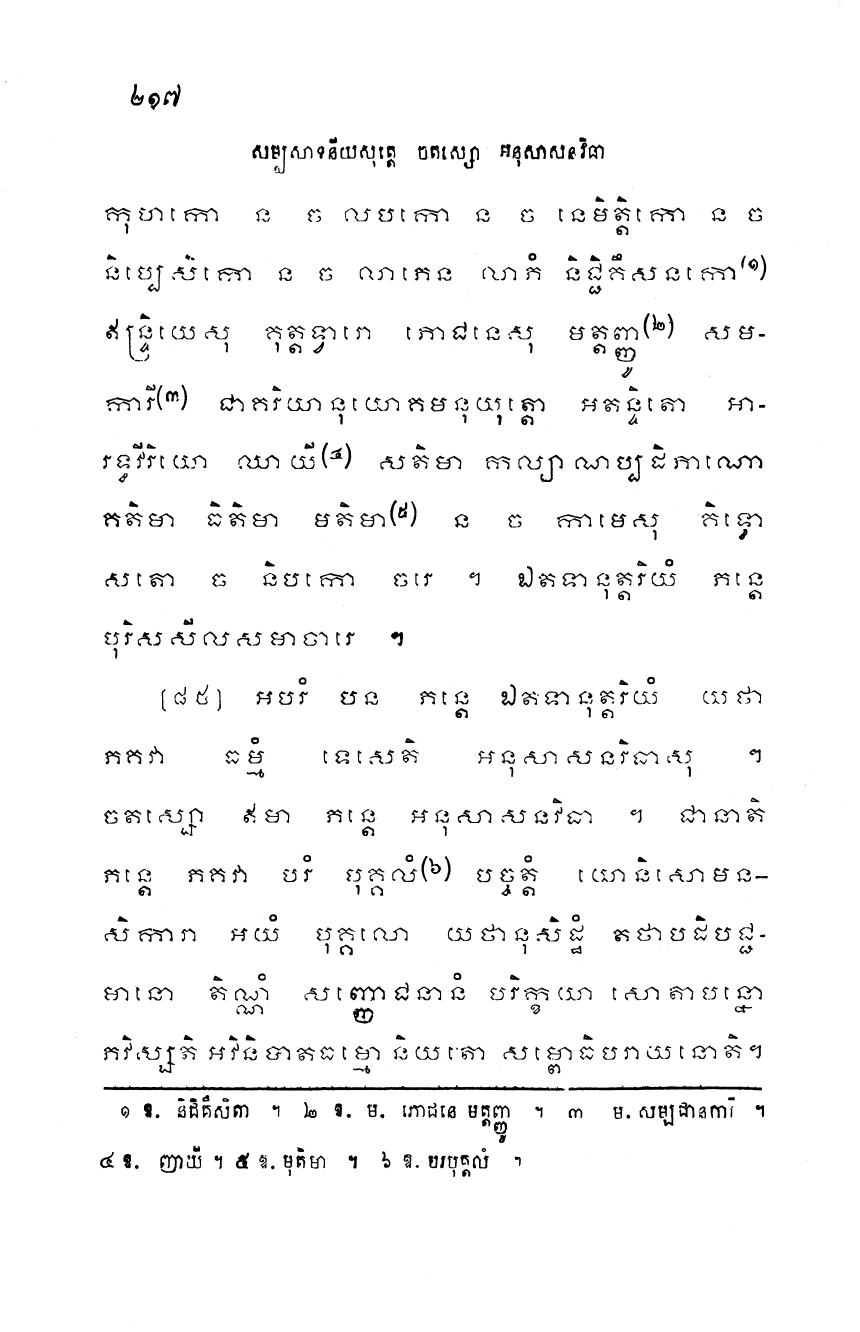 ២១៧
សម្បសាទនីយសុត្តេ ចតស្សោ អនុសាសនវិធា
កុហកោ ន ច លបកោ ន ច នេមិត្តិកោ ន ច
និប្បេសិកោ ន ច លាភេន លាភំ និជ្ជិគឹសនកោ(១)
ឥន្ទ្រិយេសុ គុត្តទ្វារោ ភោជនេសុ មត្តញ្ញូ(២) សម-
ការី(៣) ជាគរិយានុយោគមនុយុត្តោ អតន្ទិតោ អា-
រទ្ធវីរិយោ ឈាយី(៤) សតិមា កល្យាណប្បដិភាណោ
គតិមា ធិតិមា មតិមា(៥) ន ច កាមេសុ គិទ្ធោ
សតោ ច និបកោ ចរេ ។ ឯតទានុត្តរិយំ ភន្តេ
បុរិសសីលសមាចារេ ។
[៨៥] អបរំ បន ភន្តេ ឯតទានុត្តរិយំ យថា
ភគវា ធម្មំ ទេសេតិ អនុសាសនវិធាសុ ។
ចតស្សោ ឥមា ភន្តេ អនុសាសនវិធា ។ ជានាតិ
ភន្តេ ភគវា បរំ បុគ្គលំ(៦) បច្ចត្តំ យោនិសោមន-
សិការា អយំ បុគ្គលោ យថានុសិដ្ឋំ តថាបដិបជ្ជ-
មានោ តិណ្ណំ សញ្ញោជនានំ បរិក្ខយា សោតាបន្នោ
ភវិស្សតិ អវិនិបាតធម្មោ និយតោ សម្ពោធិបរាយនោតិ។
១ ឱ. និជិគឹសិតា ។ ២ ឱ. ម. ភោជនេ មត្តញ្ញូ ។ ៣ ម. សម្បជានការី ។
៤ ឱ. ញាយី ។ ៥ ឱ. មុតិមា ។ ៦ ឱ. បរបុគ្គលំ ។